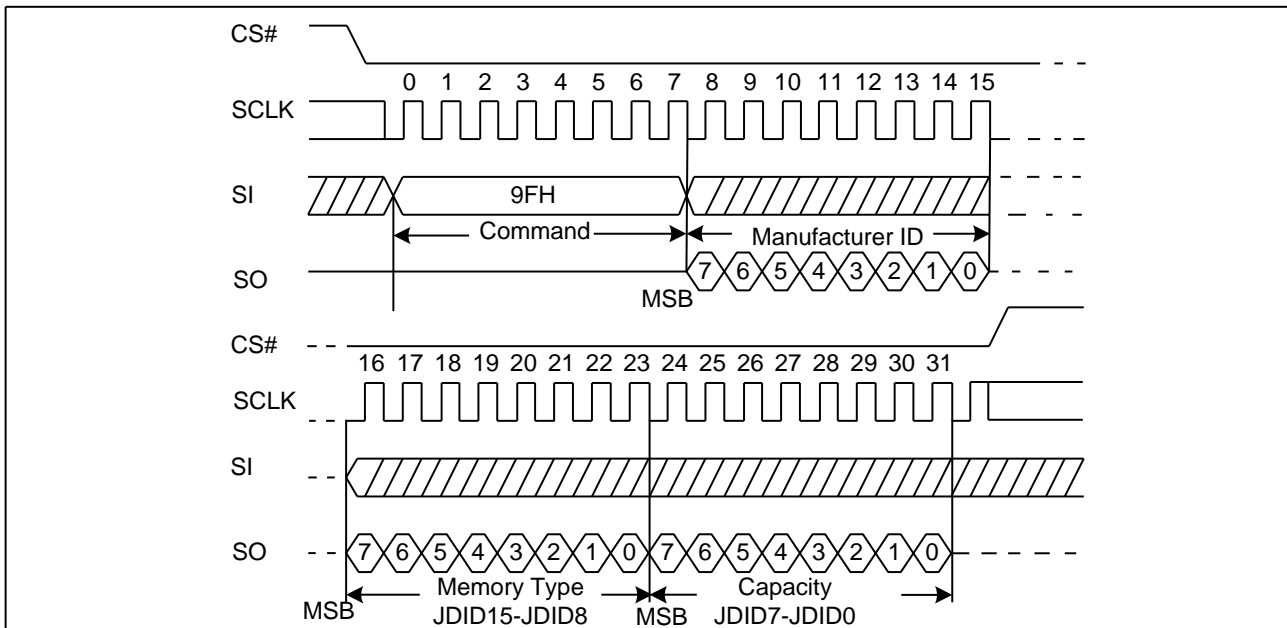 CS#
0 1 2 3 4 5 6 7 8 9 10 11 12 13 14 15
SCLK
SI 9FH
Command Manufacturer ID
SO 7 6 5 4 3 2 1 0
MSB
CS#
16 17 18 19 20 21 22 23 24 25 26 27 28 29 30 31
SCLK
SI
SO 7 6 5 4 3 2 1 0 7 6 5 4 3 2 1 0
Memory Type Capacity
MSB JDID15-JDID8 MSB JDID7-JDID0